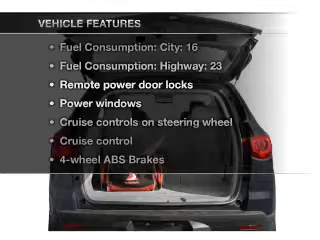 VEHICLE FEATURES
• Fuel Consumption: City: 16
• Fuel Consumption: Highway: 23
• Remote power door locks
• Power windows
• Cruise controls on steering wheel
• Cruise control
• 4-wheel ABS Brakes